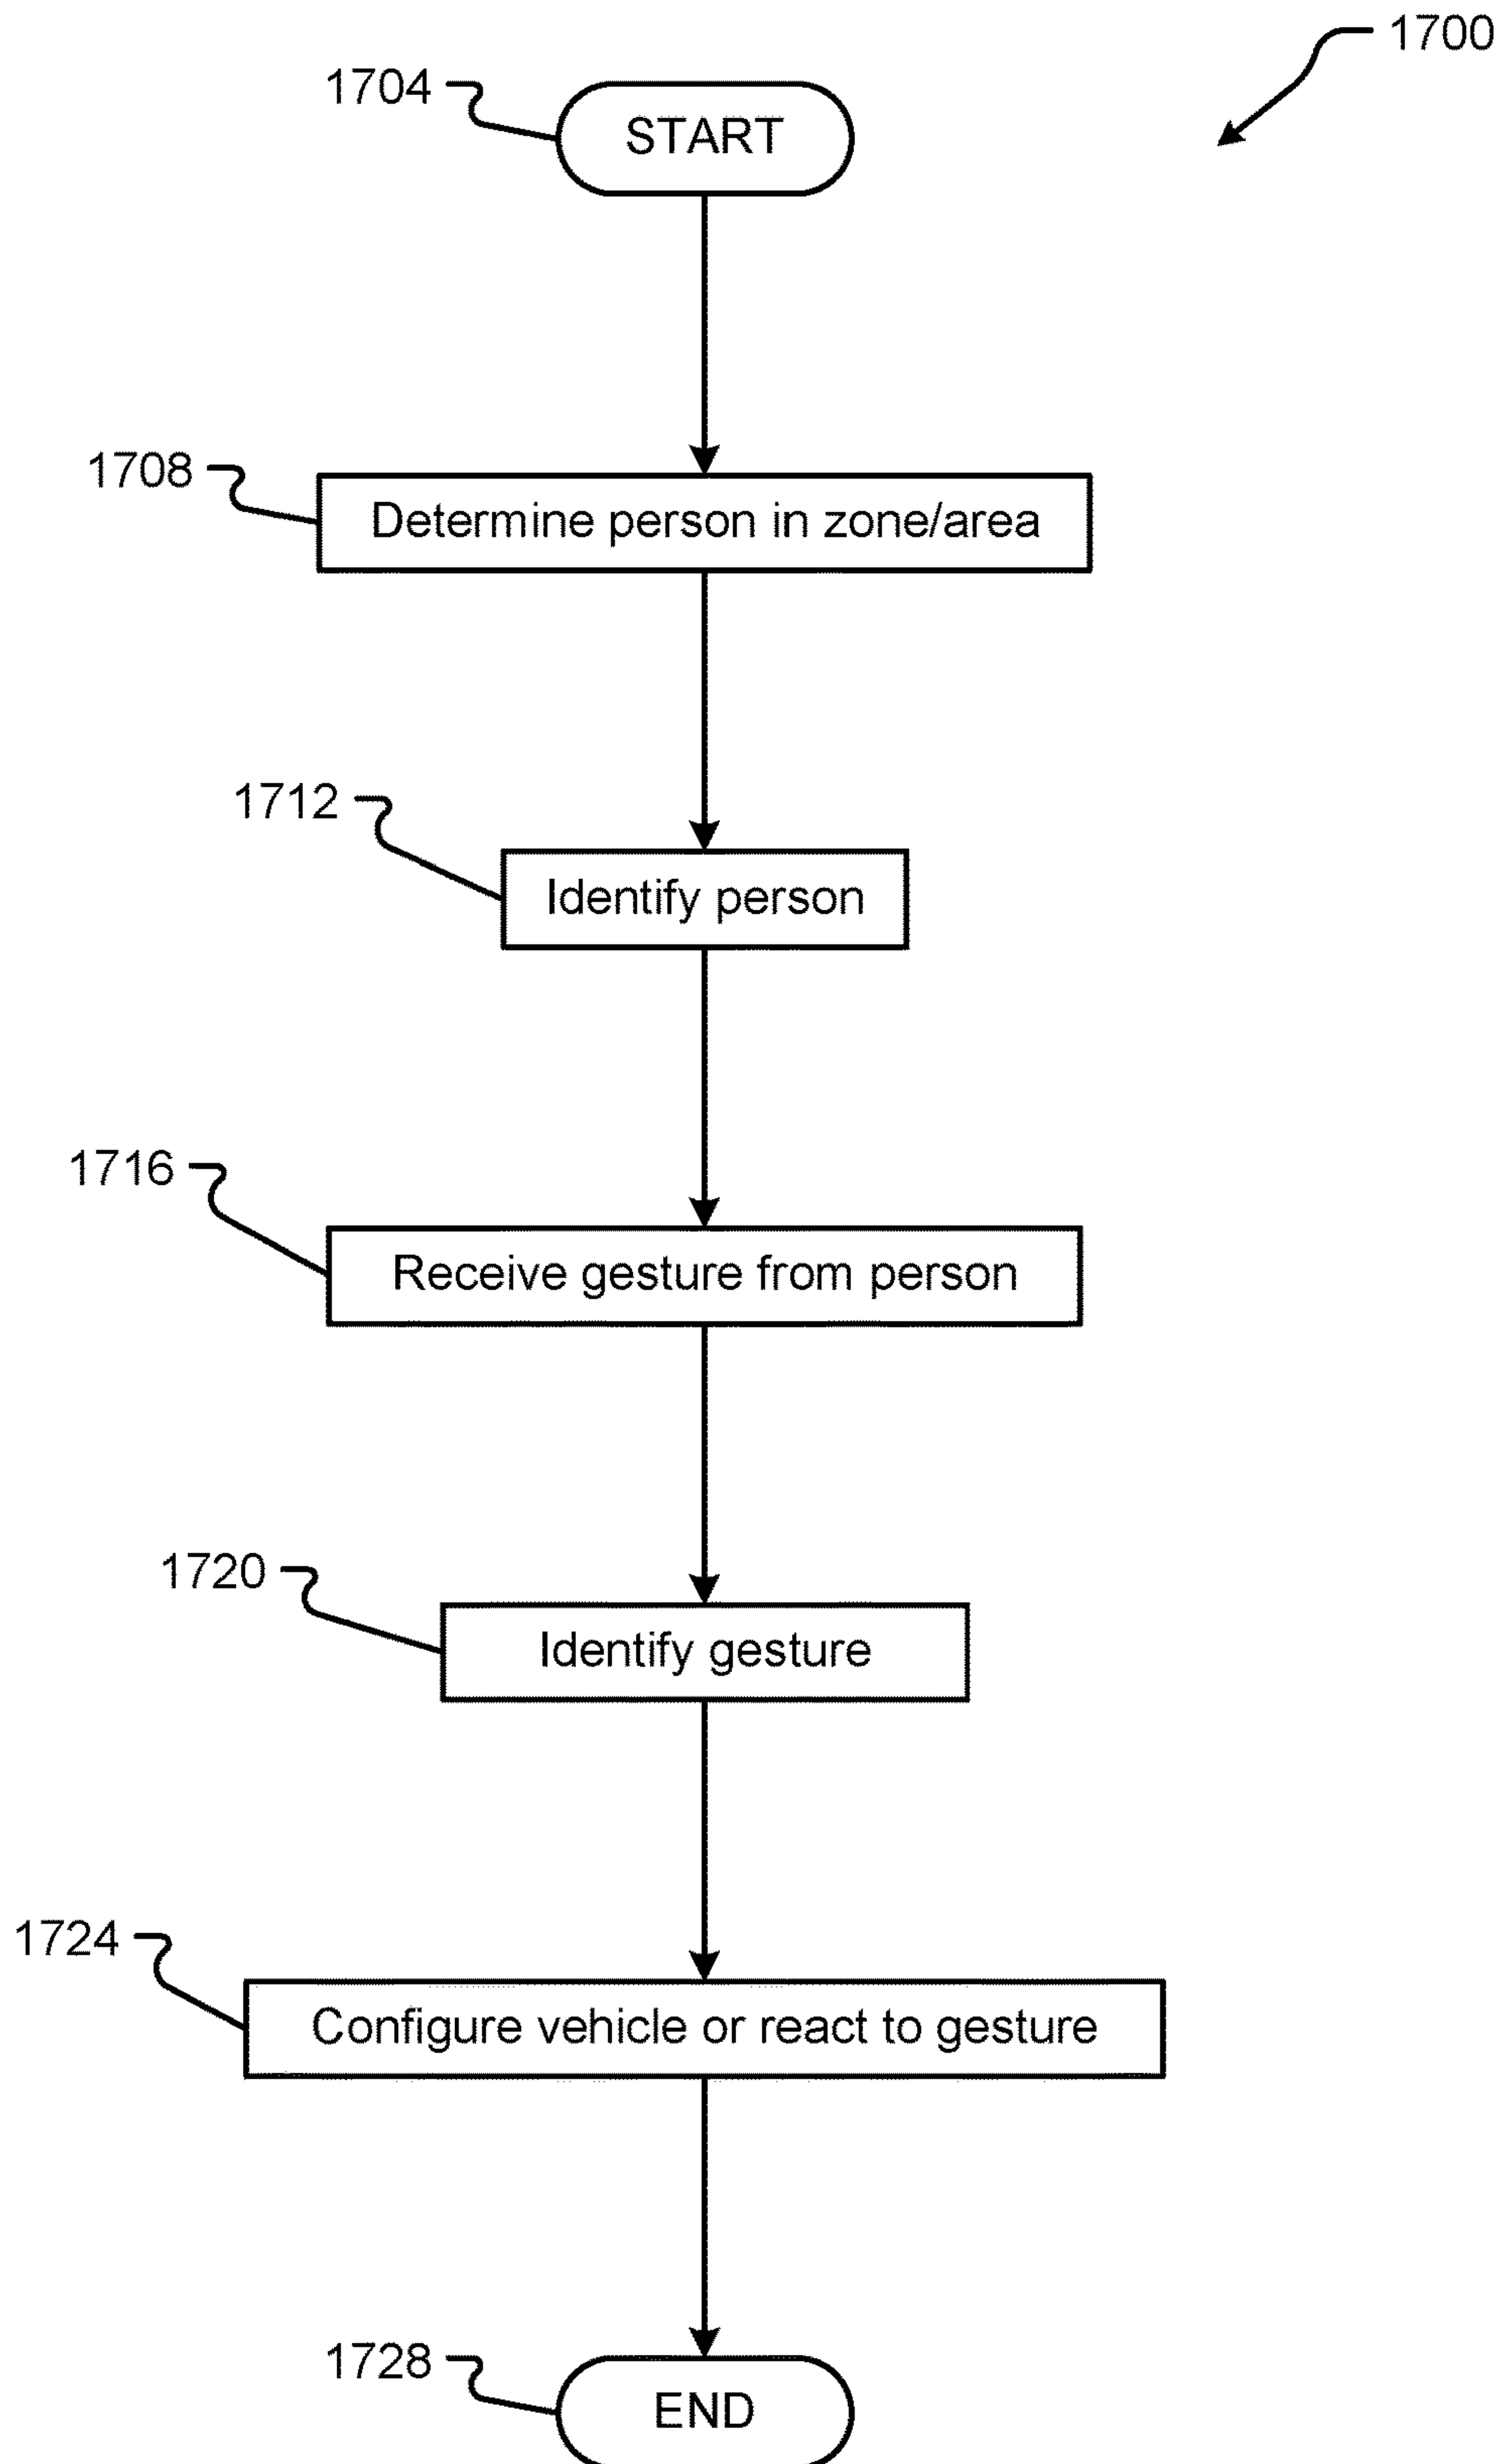 1700
1704
START
1708
Determine person in zone/area
1712
Identify person
1716
Receive gesture from person
1720
Identify gesture
1724
Configure vehicle or react to gesture
1728
END